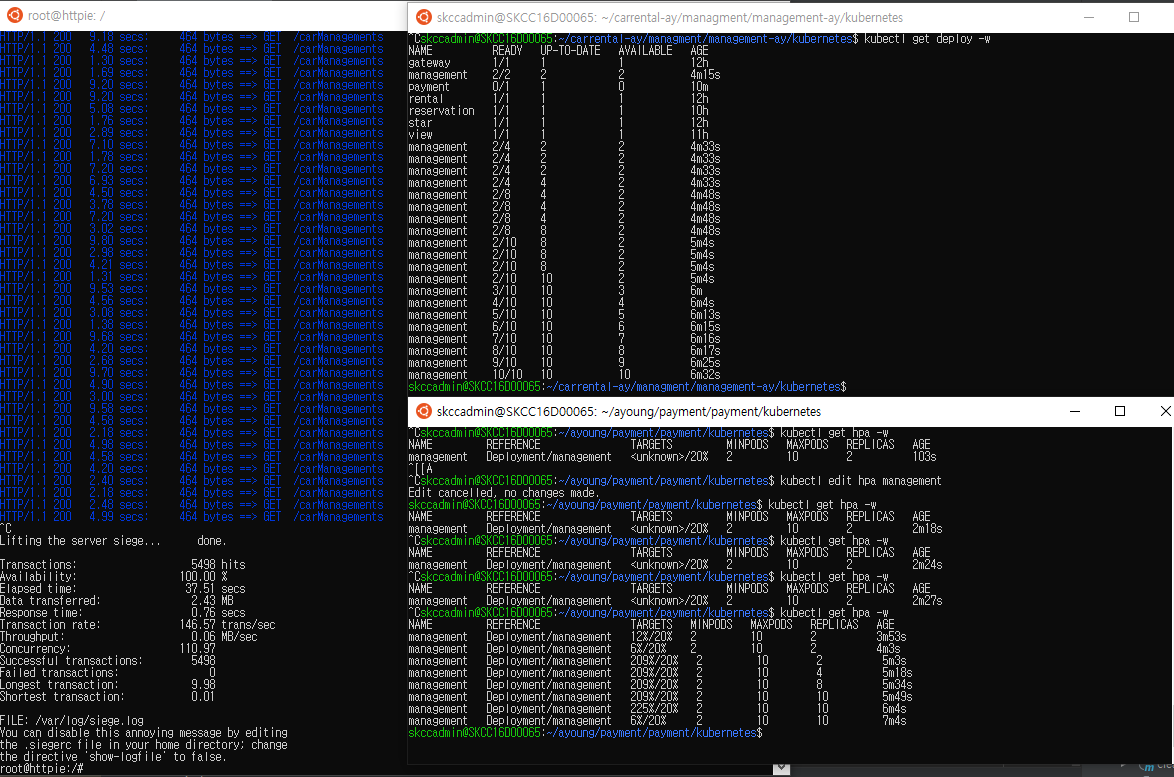 root@httpie: /
HTTP/1.1 200   9.18 secs:     464 bytes ==> GET  /carManagements
HTTP/1.1 200   4.48 secs:     464 bytes ==> GET  /carManagements
HTTP/1.1 200   1.30 secs:     464 bytes ==> GET  /carManagements
HTTP/1.1 200   1.69 secs:     464 bytes ==> GET  /carManagements
HTTP/1.1 200   9.20 secs:     464 bytes ==> GET  /carManagements
HTTP/1.1 200   9.20 secs:     464 bytes ==> GET  /carManagements
HTTP/1.1 200   5.08 secs:     464 bytes ==> GET  /carManagements
HTTP/1.1 200   1.76 secs:     464 bytes ==> GET  /carManagements
HTTP/1.1 200   2.89 secs:     464 bytes ==> GET  /carManagements
HTTP/1.1 200   7.10 secs:     464 bytes ==> GET  /carManagements
HTTP/1.1 200   1.78 secs:     464 bytes ==> GET  /carManagements
HTTP/1.1 200   7.20 secs:     464 bytes ==> GET  /carManagements
HTTP/1.1 200   6.93 secs:     464 bytes ==> GET  /carManagements
HTTP/1.1 200   4.50 secs:     464 bytes ==> GET  /carManagements
HTTP/1.1 200   3.78 secs:     464 bytes ==> GET  /carManagements
HTTP/1.1 200   7.20 secs:     464 bytes ==> GET  /carManagements
HTTP/1.1 200   3.02 secs:     464 bytes ==> GET  /carManagements
HTTP/1.1 200   9.60 secs:     464 bytes ==> GET  /carManagements
HTTP/1.1 200   2.96 secs:     464 bytes ==> GET  /carManagements
HTTP/1.1 200   4.21 secs:     464 bytes ==> GET  /carManagements
HTTP/1.1 200   1.31 secs:     464 bytes ==> GET  /carManagements
HTTP/1.1 200   9.53 secs:     464 bytes ==> GET  /carManagements
HTTP/1.1 200   4.56 secs:     464 bytes ==> GET  /carManagements
HTTP/1.1 200   3.08 secs:     464 bytes ==> GET  /carManagements
HTTP/1.1 200   1.38 secs:     464 bytes ==> GET  /carManagements
HTTP/1.1 200   9.68 secs:     464 bytes ==> GET  /carManagements
HTTP/1.1 200   4.20 secs:     464 bytes ==> GET  /carManagements
HTTP/1.1 200   2.68 secs:     464 bytes ==> GET  /carManagements
HTTP/1.1 200   9.70 secs:     464 bytes ==> GET  /carManagements
HTTP/1.1 200   4.90 secs:     464 bytes ==> GET  /carManagements
HTTP/1.1 200   3.00 secs:     464 bytes ==> GET  /carManagements
HTTP/1.1 200   9.58 secs:     464 bytes ==> GET  /carManagements
HTTP/1.1 200   4.58 secs:     464 bytes ==> GET  /carManagements
HTTP/1.1 200   2.18 secs:     464 bytes ==> GET  /carManagements
HTTP/1.1 200   4.96 secs:     464 bytes ==> GET  /carManagements
HTTP/1.1 200   4.58 secs:     464 bytes ==> GET  /carManagements
HTTP/1.1 200   4.20 secs:     464 bytes ==> GET  /carManagements
HTTP/1.1 200   2.40 secs:     464 bytes ==> GET  /carManagements
HTTP/1.1 200   2.18 secs:     464 bytes ==> GET  /carManagements
HTTP/1.1 200   2.46 secs:     464 bytes ==> GET  /carManagements
HTTP/1.1 200   4.99 secs:     464 bytes ==> GET  /carManagements
^C
Lifting the server siege...      done.
Transactions:                   5498 hits
Availability:                 100.00 %
Elapsed time:                  37.51 secs
Data transferred:               2.43 MB
Response time:                  0.76 secs
Transaction rate:             146.57 trans/sec
Throughput:                     0.06 MB/sec
Concurrency:                  110.97
Successful transactions:        5498
Failed transactions:               0
Longest transaction:            9.98
Shortest transaction:           0.01
FILE: /var/log/siege.log
You can disable this annoying message by editing
the .siegerc file in your home directory; change
the directive 'show-logfile' to false.
root@httpie:/#
skccadmin@SKCC16D00065: ~/carrental-ay/managment/management-ay/kubernetes
^Cskccadmin@SKCC16D00065:~/carrental-ay/managment/management-ay/kubernetes$ kubectl get deploy -w
NAME          READY   UP-TO-DATE   AVAILABLE   AGE
gateway       1/1     1            1           12h
management    2/2     2            2           4m15s
payment       0/1     1            0           10m
rental        1/1     1            1           12h
reservation   1/1     1            1           10h
star          1/1     1            1           12h
view          1/1     1            1           11h
management    2/4     2            2           4m33s
management    2/4     2            2           4m33s
management    2/4     2            2           4m33s
management    2/4     4            2           4m33s
management    2/8     4            2           4m48s
management    2/8     4            2           4m48s
management    2/8     4            2           4m48s
management    2/8     8            2           4m48s
management    2/10    8            2           5m4s
management    2/10    8            2           5m4s
management    2/10    8            2           5m4s
management    2/10    10           2           5m4s
management    3/10    10           3           6m
management    4/10    10           4           6m4s
management    5/10    10           5           6m13s
management    6/10    10           6           6m15s
management    7/10    10           7           6m16s
management    8/10    10           8           6m17s
management    9/10    10           9           6m25s
management    10/10   10           10          6m32s
skccadmin@SKCC16D00065:~/carrental-ay/managment/management-ay/kubernetes$
skccadmin@SKCC16D00065: ~/ayoung/payment/payment/kubernetes
^Cskccadmin@SKCC16D00065:~/ayoung/payment/payment/kubernetes$ kubectl get hpa -w
NAME         REFERENCE               TARGETS         MINPODS   MAXPODS   REPLICAS   AGE
management   Deployment/management   <unknown>/20%   2         10        2          103s
^[[A
^Cskccadmin@SKCC16D00065:~/ayoung/payment/payment/kubernetes$ kubectl edit hpa management
Edit cancelled, no changes made.
skccadmin@SKCC16D00065:~/ayoung/payment/payment/kubernetes$ kubectl get hpa -w
NAME         REFERENCE               TARGETS         MINPODS   MAXPODS   REPLICAS   AGE
management   Deployment/management   <unknown>/20%   2         10        2          2m18s
^Cskccadmin@SKCC16D00065:~/ayoung/payment/payment/kubernetes$ kubectl get hpa -w
NAME         REFERENCE               TARGETS         MINPODS   MAXPODS   REPLICAS   AGE
management   Deployment/management   <unknown>/20%   2         10        2          2m24s
^Cskccadmin@SKCC16D00065:~/ayoung/payment/payment/kubernetes$ kubectl get hpa -w
NAME         REFERENCE               TARGETS         MINPODS   MAXPODS   REPLICAS   AGE
management   Deployment/management   <unknown>/20%   2         10        2          2m27s
^Cskccadmin@SKCC16D00065:~/ayoung/payment/payment/kubernetes$ kubectl get hpa -w
NAME         REFERENCE               TARGETS   MINPODS   MAXPODS   REPLICAS   AGE
management   Deployment/management   12%/20%   2         10        2          3m53s
management   Deployment/management   6%/20%    2         10        2          4m3s
management   Deployment/management   209%/20%   2         10        2          5m3s
management   Deployment/management   209%/20%   2         10        4          5m18s
management   Deployment/management   209%/20%   2         10        8          5m34s
management   Deployment/management   209%/20%   2         10        10         5m49s
management   Deployment/management   225%/20%   2         10        10         6m4s
management   Deployment/management   6%/20%     2         10        10         7m4s
skccadmin@SKCC16D00065:~/ayoung/payment/payment/kubernetes$